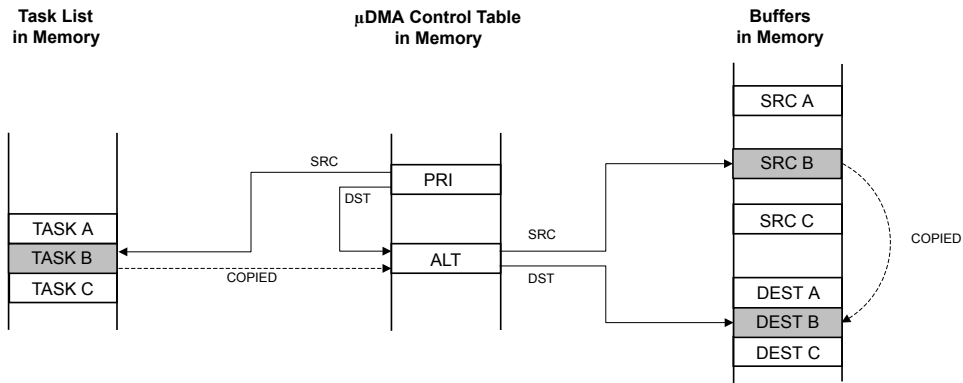 Task List
in Memory
µDMA Control Table
in Memory
Buffers
in Memory
SRC A
SRC
PRI
SRC B
DST
TASK A
SRC C
SRC
TASK B
ALT
COPIED
COPIED
DST
TASK C
DEST A
DEST B
DEST C